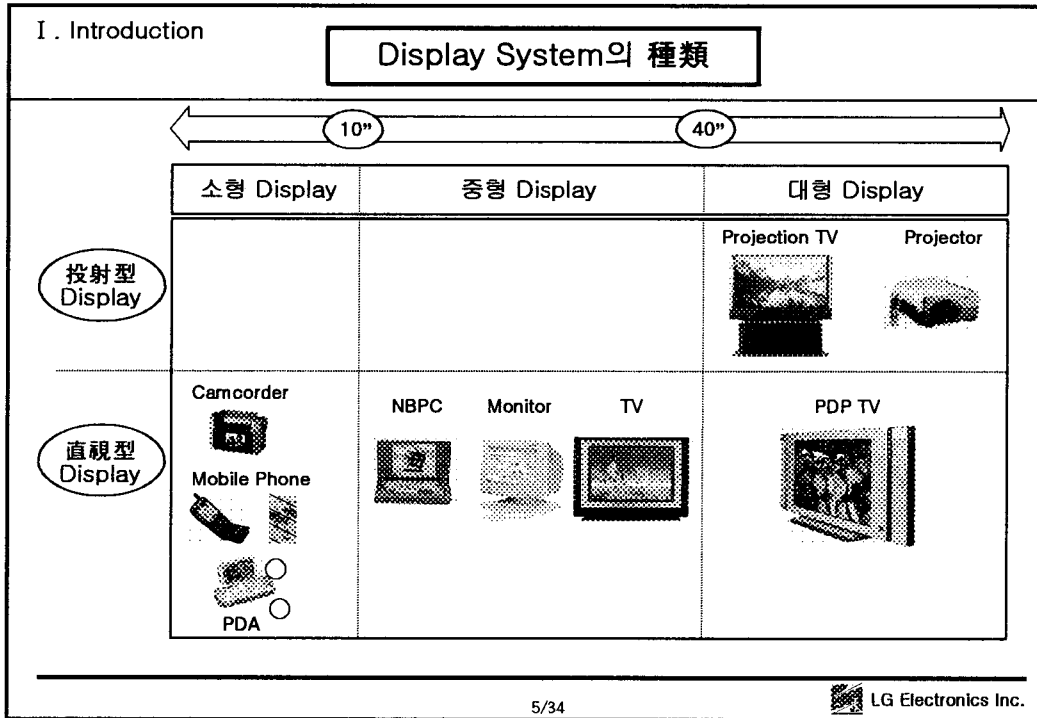 Ⅰ. Introduction
Display System의 種類
10” 40”
소형 Display 중형 Display 대형 Display
Projection TV Projector
投射型
Display
Camcorder
NBPC Monitor TV PDP TV
直視型
Display
Mobile Phone
PDA
5/34
LG Electronics Inc.